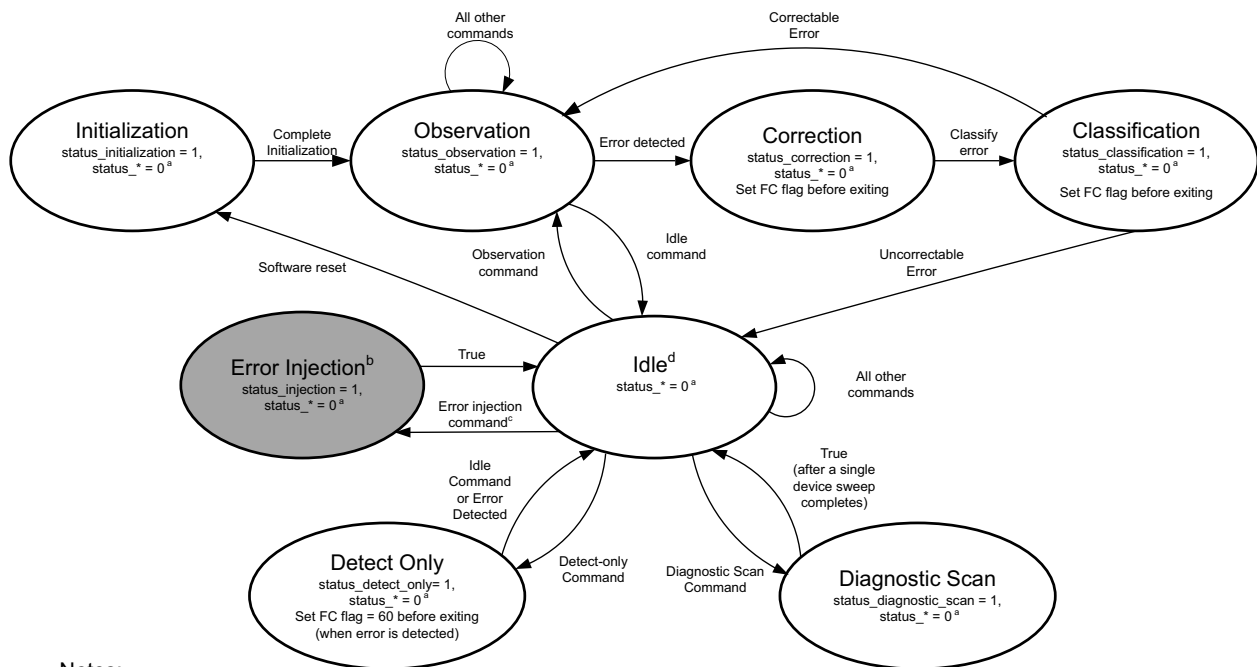 All other
commands
Correctable
Error
Initialization
status_initialization = 1,
status_* = 0 a
Complete
Initialization
Observation
status_observation = 1,
status_* = 0 a
Error detected
Correction
status_correction = 1,
status_* = 0 a
Set FC flag before exiting
Classify
error
Classification
status_classification = 1,
status_* = 0 a
Set FC flag before exiting
Software reset
Observation
command
Idle
command
Uncorrectable
Error
Error Injection b
status_injection = 1,
status_* = 0 a
True
Error injection
command c
Idle d
status_* = 0 a
All other
commands
Idle
Command
or Error
Detected
True
(after a single
device sweep
completes)
Detect Only
status_detect_only= 1,
status_* = 0 a
Set FC flag = 60 before exiting
(when error is detected)
Detect-only
Command
Diagnostic Scan
Command
Diagnostic Scan
status_diagnostic_scan = 1,
status_* = 0 a
Notes: